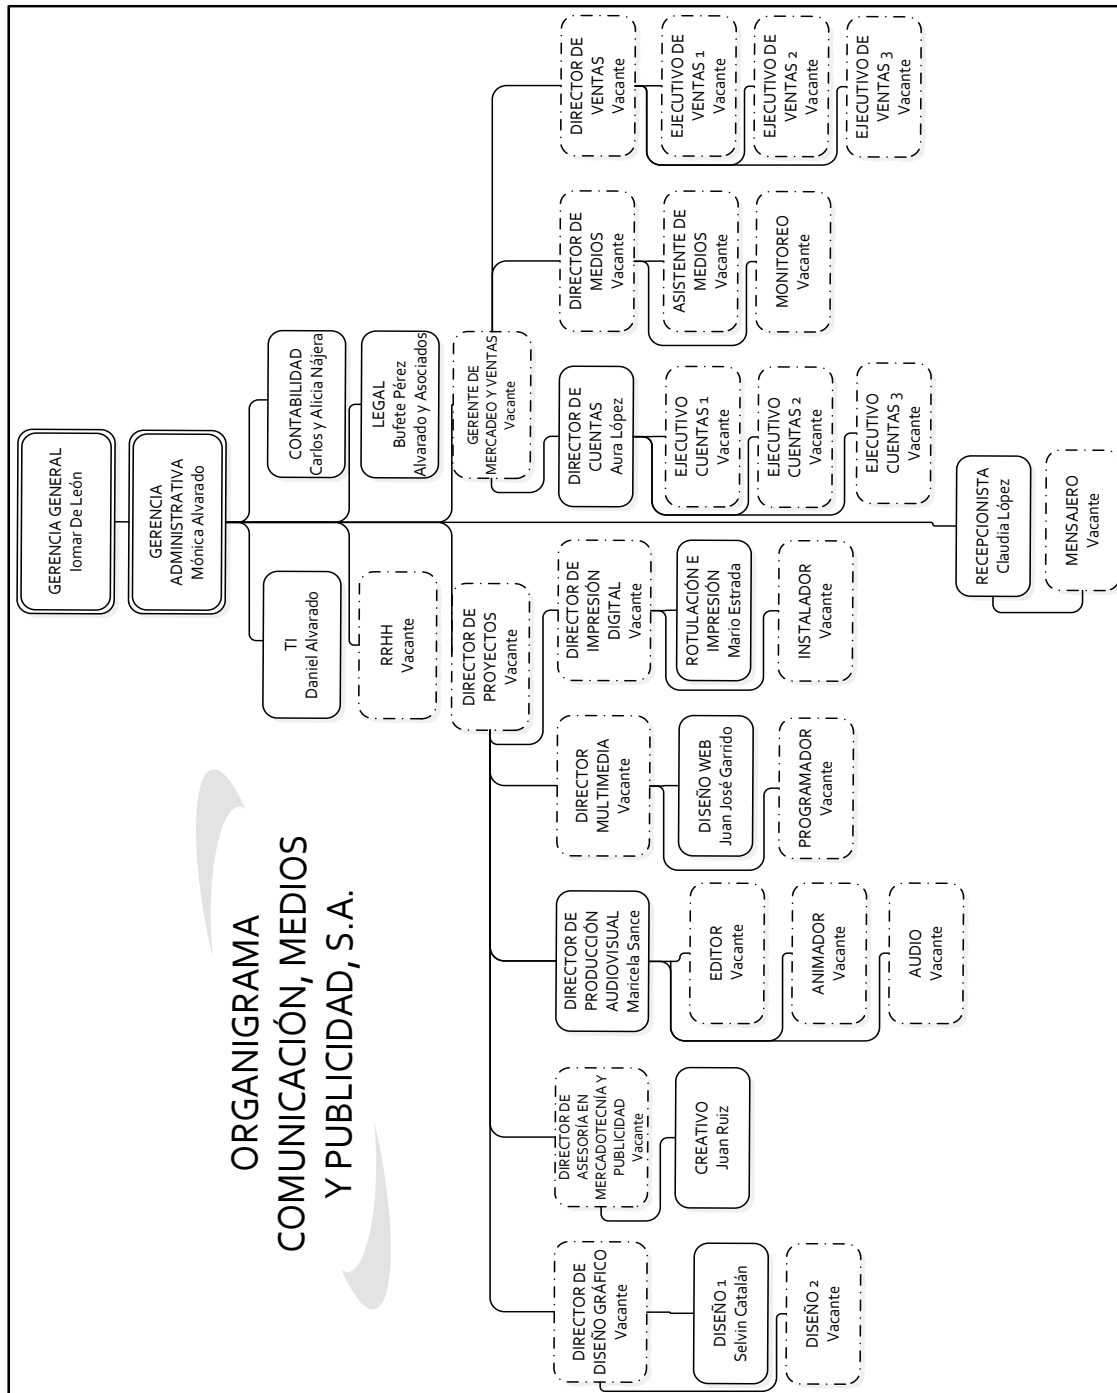 ORGANIGRAMA
COMUNICACIÓN, MEDIOS
Y PUBLICIDAD, S.A.
GERENCIA GENERAL
Iomar De León
GERENCIA
ADMINISTRATIVA
Mónica Alvarado
TI
Daniel Alvarado
CONTABILIDAD
Carlos y Alicia Nájera
RRHH
Vacante
LEGAL
Bufete Pérez
Alvarado y Asociados
DIRECTOR DE
PROYECTOS
Vacante
GERENTE DE
MERCADEO Y VENTAS
Vacante
DIRECTOR DE
DISEÑO GRÁFICO
Vacante
DISEÑO 1
Selvin Catalán
DISEÑO 2
Vacante
DIRECTOR DE
ASESORÍA EN
MERCADOTECNÍA Y
PUBLICIDAD
Vacante
CREATIVO
Juan Ruiz
DIRECTOR DE
PRODUCCIÓN
AUDIOVISUAL
Maricela Sance
EDITOR
Vacante
ANIMADOR
Vacante
AUDIO
Vacante
DIRECTOR
MULTIMEDIA
Vacante
DISEÑO WEB
Juan José Garrido
PROGRAMADOR
Vacante
DIRECTOR DE
IMPRESIÓN
DIGITAL
Vacante
ROTULACIÓN E
IMPRESIÓN
Mario Estrada
INSTALADOR
Vacante
DIRECTOR DE
CUENTAS
Aura López
EJECUTIVO
CUENTAS 1
Vacante
EJECUTIVO
CUENTAS 2
Vacante
EJECUTIVO
CUENTAS 3
Vacante
DIRECTOR DE
MEDIOS
Vacante
ASISTENTE DE
MEDIOS
Vacante
MONITOREO
Vacante
DIRECTOR DE
VENTAS
Vacante
EJECUTIVO DE
VENTAS 1
Vacante
EJECUTIVO DE
VENTAS 2
Vacante
EJECUTIVO DE
VENTAS 3
Vacante
RECEPCIONISTA
Claudia López
MENSAJERO
Vacante